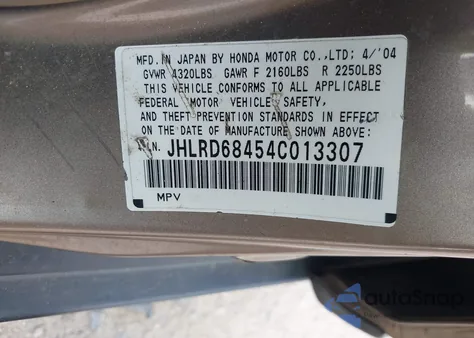 MFD.IN JAPAN BY HONDA MOTOR CO.,LTD; 4/'04
GVWR 4320LBS GAWR F 2160LBS R 2250LBS
THIS VEHICLE CONFORMS TO ALL APPLICABLE
FEDERAL MOTOR VEHICLE SAFETY,
AND THEFT PREVENTION STANDARDS IN EFFECT
ON THE DATE OF MANUFACTURE SHOWN ABOVE:
V.I.N. JHLRD68454C013307
MPV
autoSnap